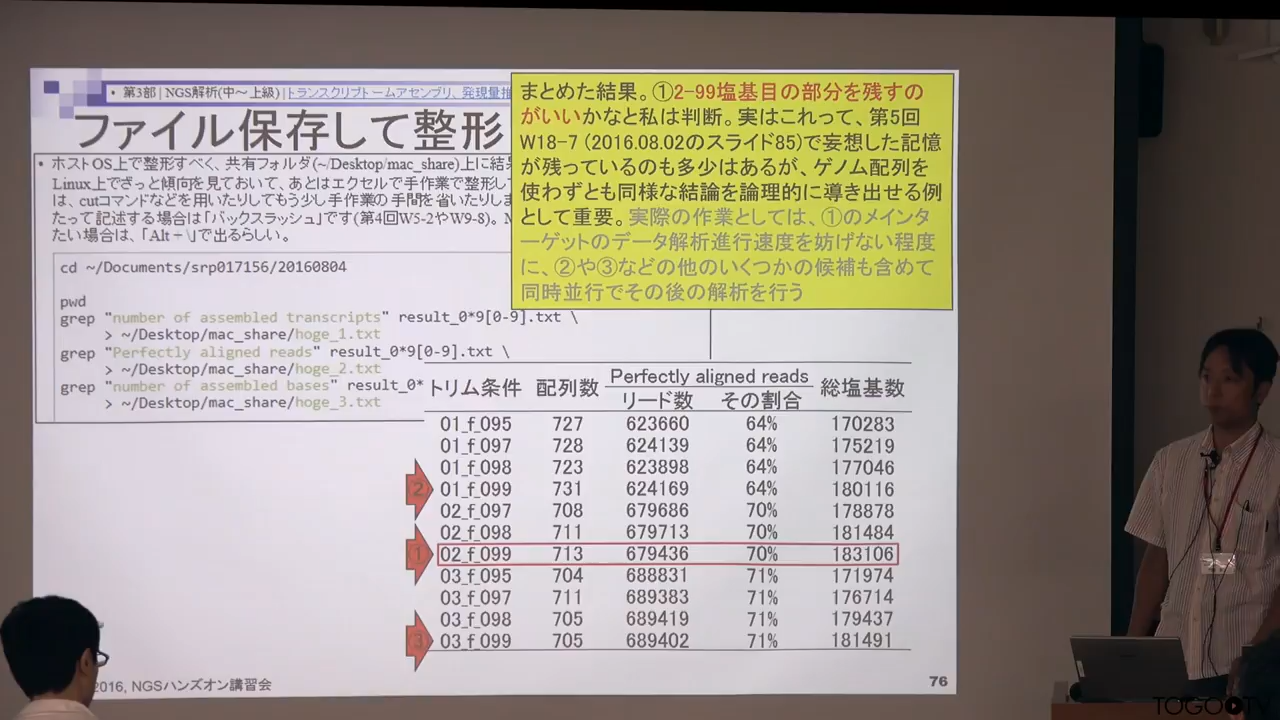 • 第3部 | NGS解析(中～上級) | トランスクリプトームアセンブリ、発現量推
ファイル保存して整形
• ホストOS上で整形すべく、共有フォルダ(~/Desktop/mac_share)上に結
Linux上でざっと傾向を見ておいて、あとはエクセルで手作業で整形し
は、cutコマンドなどを用いたりしてもう少し手作業の手間を省いたりしま
たって記述する場合は「バックスラッシュ」です(第4回W5-2やW9-8)。
たい場合は、「Alt + \」で出るらしい。
cd ~/Documents/srp017156/20160804
pwd
grep "number of assembled transcripts" result_0*9[0-9].txt \
> ~/Desktop/mac_share/hoge_1.txt
grep "Perfectly aligned reads" result_0*9[0-9].txt \
> ~/Desktop/mac_share/hoge_2.txt
grep "number of assembled bases" result_0*
> ~/Desktop/mac_share/hoge_3.txt
まとめた結果。①2-99塩基目の部分を残すの
がいいかなと私は判断。実はこれって、第5回
W18-7 (2016.08.02のスライド85)で妄想した記憶
が残っているのも多少はあるが、ゲノム配列を
使わずとも同様な結論を論理的に導き出せる例
として重要。実際の作業としては、①のメインタ
ーゲットのデータ解析進行速度を妨げない程度
に、②や③などの他のいくつかの候補も含めて
同時並行でその後の解析を行う
トリム条件 配列数 Perfectly aligned reads 総塩基数
リード数 その割合
01_f_095 727 623660 64% 170283
01_f_097 728 624139 64% 175219
01_f_098 723 623898 64% 177046
② 01_f_099 731 624169 64% 180116
02_f_097 708 679686 70% 178878
02_f_098 711 679713 70% 181484
① 02_f_099 713 679436 70% 183106
03_f_095 704 688831 71% 171974
03_f_097 711 689383 71% 176714
03_f_098 705 689419 71% 179437
③ 03_f_099 705 689402 71% 181491
2016, NGSハンズオン講習会
76
TOGOTV